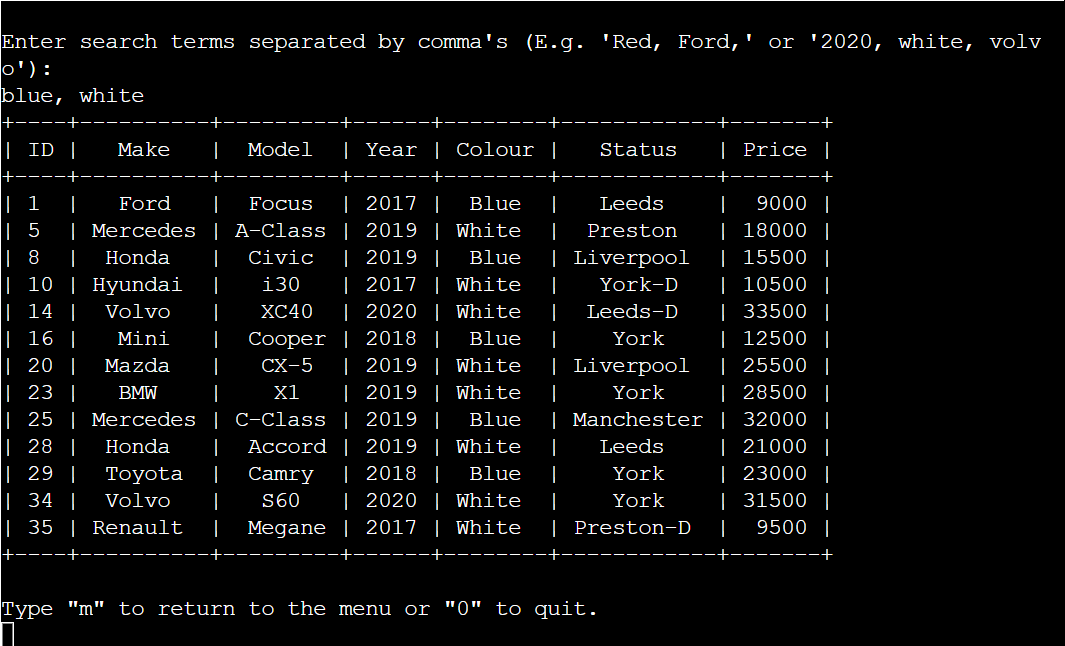 Enter search terms separated by comma's (E.g. 'Red, Ford,' or '2020, white, volv
o'):
blue, white
+----+----------+---------+------+--------+------------+-------+
| ID |   Make   |  Model  | Year | Colour |   Status   | Price |
+----+----------+---------+------+--------+------------+-------+
| 1  |   Ford   |  Focus  | 2017 |  Blue  |   Leeds    |  9000 |
| 5  | Mercedes | A-Class | 2019 | White  |  Preston   | 18000 |
| 8  |  Honda   |  Civic  | 2019 |  Blue  | Liverpool  | 15500 |
| 10 | Hyundai  |   i30   | 2017 | White  |   York-D   | 10500 |
| 14 |  Volvo   |   XC40  | 2020 | White  |  Leeds-D   | 33500 |
| 16 |   Mini   |  Cooper | 2018 |  Blue  |    York    | 12500 |
| 20 |  Mazda   |   CX-5  | 2019 | White  | Liverpool  | 25500 |
| 23 |   BMW    |    X1   | 2019 | White  |    York    | 28500 |
| 25 | Mercedes | C-Class | 2019 |  Blue  | Manchester | 32000 |
| 28 |  Honda   |  Accord | 2019 | White  |   Leeds    | 21000 |
| 29 |  Toyota  |  Camry  | 2018 |  Blue  |    York    | 23000 |
| 34 |  Volvo   |   S60   | 2020 | White  |    York    | 31500 |
| 35 | Renault  |  Megane | 2017 | White  | Preston-D  |  9500 |
+----+----------+---------+------+--------+------------+-------+
Type "m" to return to the menu or "0" to quit.